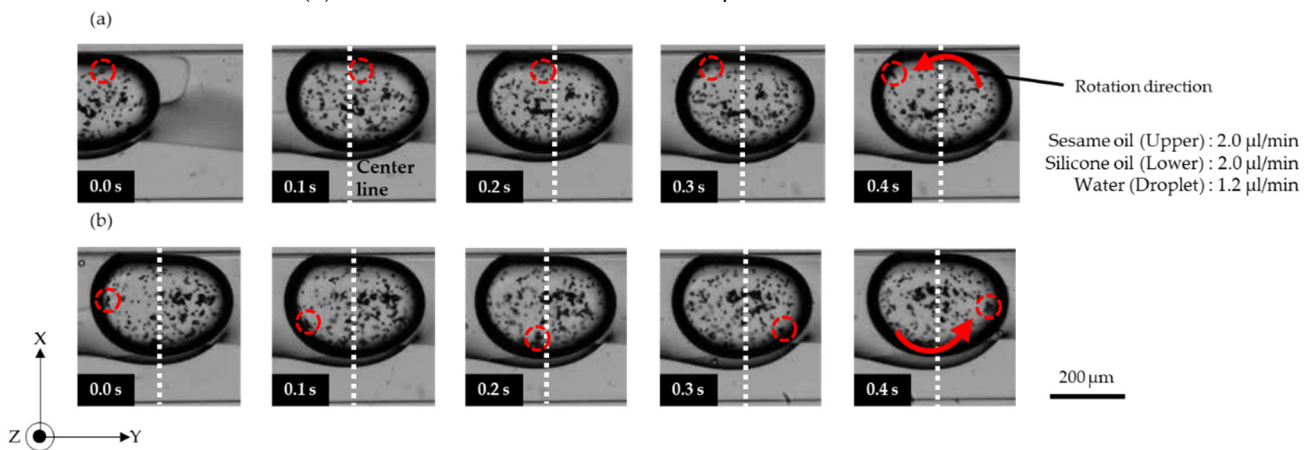 (a)
Center
line
0.0 s
0.1 s
0.2 s
0.3 s
0.4 s
Rotation direction
Sesame oil (Upper) : 2.0 µl/min
Silicone oil (Lower) : 2.0 µl/min
Water (Droplet) : 1.2 µl/min
(b)
0.0 s
0.1 s
0.2 s
0.3 s
0.4 s
X
Z
Y
200 µm